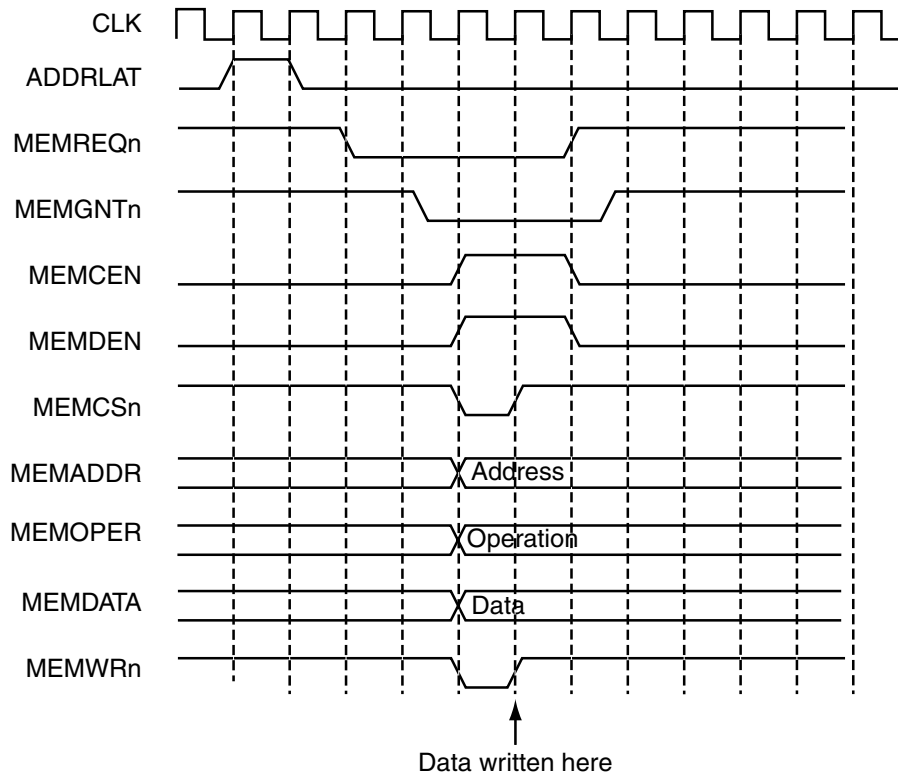 CLK
ADDRLAT
MEMREQn
MEMGNTn
MEMCEN
MEMDEN
MEMCSn
MEMADDR Address
MEMOPER Operation
MEMDATA Data
MEMWRn
Data written here